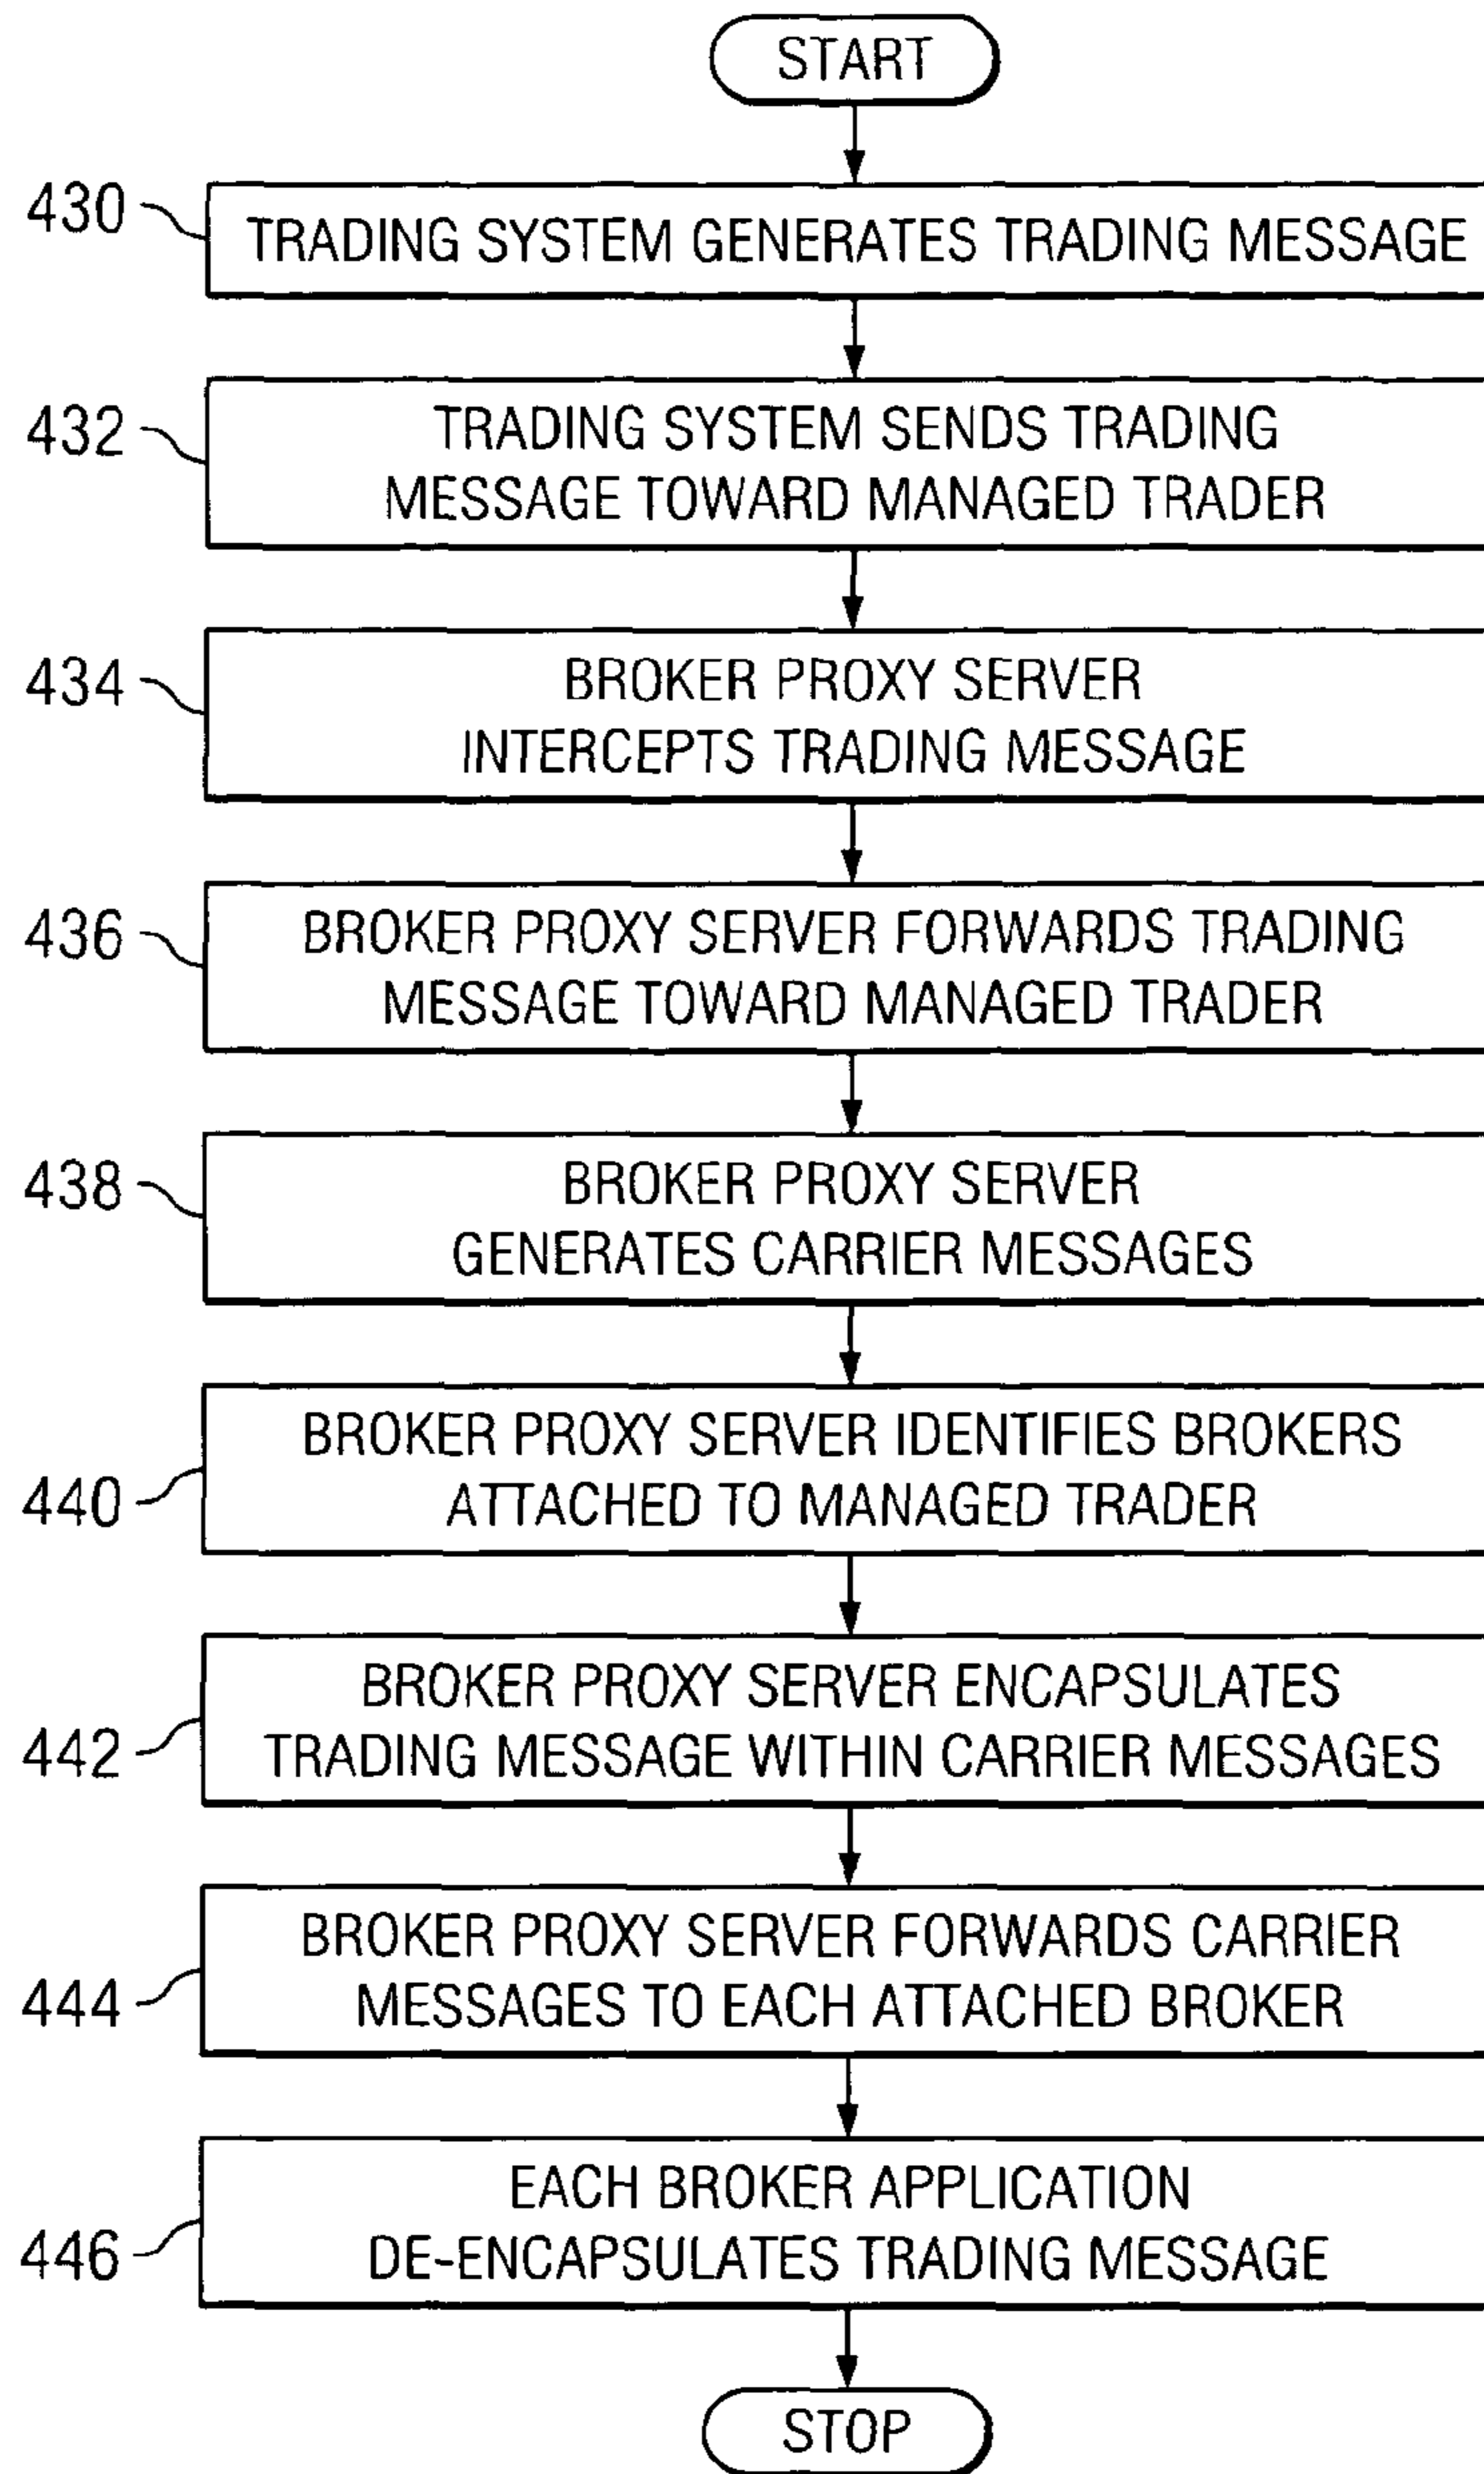 START
430
TRADING SYSTEM GENERATES TRADING MESSAGE
432
TRADING SYSTEM SENDS TRADING
MESSAGE TOWARD MANAGED TRADER
434
BROKER PROXY SERVER
INTERCEPTS TRADING MESSAGE
436
BROKER PROXY SERVER FORWARDS TRADING
MESSAGE TOWARD MANAGED TRADER
438
BROKER PROXY SERVER
GENERATES CARRIER MESSAGES
440
BROKER PROXY SERVER IDENTIFIES BROKERS
ATTACHED TO MANAGED TRADER
442
BROKER PROXY SERVER ENCAPSULATES
TRADING MESSAGE WITHIN CARRIER MESSAGES
444
BROKER PROXY SERVER FORWARDS CARRIER
MESSAGES TO EACH ATTACHED BROKER
446
EACH BROKER APPLICATION
DE-ENCAPSULATES TRADING MESSAGE
STOP